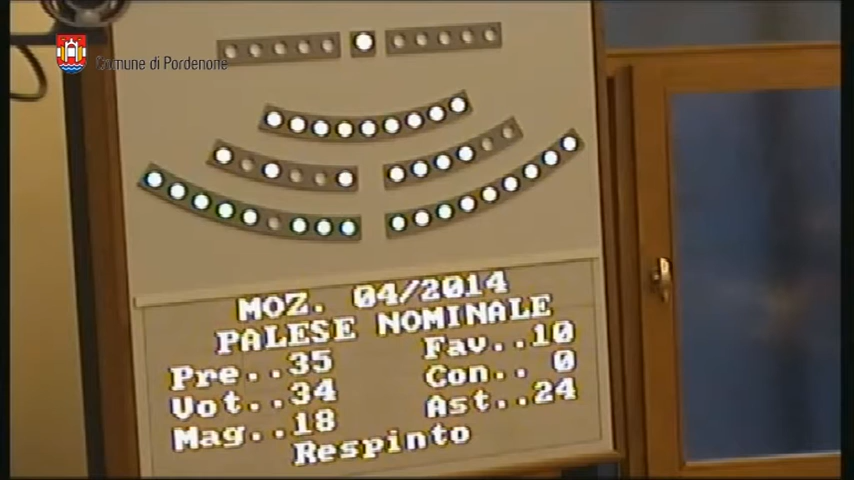 Comune di Pordenone
MOZ. 04/2014
PALESE NOMINALE
Pre..35 Fav..10
Vot..34 Con.. 0
Mag..18 Ast..24
Respinto